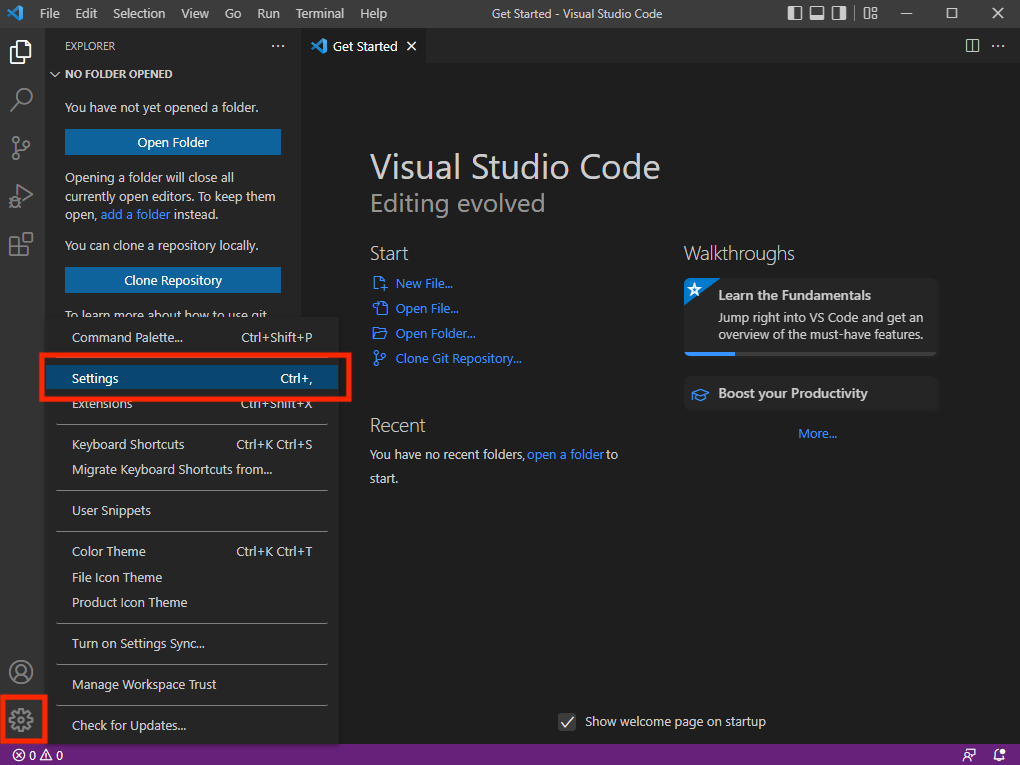 File Edit Selection View Go Run Terminal Help Get Started - Visual Studio Code
EXPLORER
Get Started
NO FOLDER OPENED
You have not yet opened a folder.
Open Folder
Opening a folder will close all
currently open editors. To keep them
open, add a folder instead.
You can clone a repository locally.
Clone Repository
To learn more about how to use git
Command Palette... Ctrl+Shift+P
Settings Ctrl+,
Extensions Ctrl+Shift+X
Keyboard Shortcuts Ctrl+K Ctrl+S
Migrate Keyboard Shortcuts from...
User Snippets
Color Theme Ctrl+K Ctrl+T
File Icon Theme
Product Icon Theme
Turn on Settings Sync...
Manage Workspace Trust
Check for Updates...
Visual Studio Code
Editing evolved
Start
New File...
Open File...
Open Folder...
Clone Git Repository...
Recent
You have no recent folders, open a folder to
start.
Walkthroughs
Learn the Fundamentals
Jump right into VS Code and get an
overview of the must-have features.
Boost your Productivity
More...
Show welcome page on startup
0 0